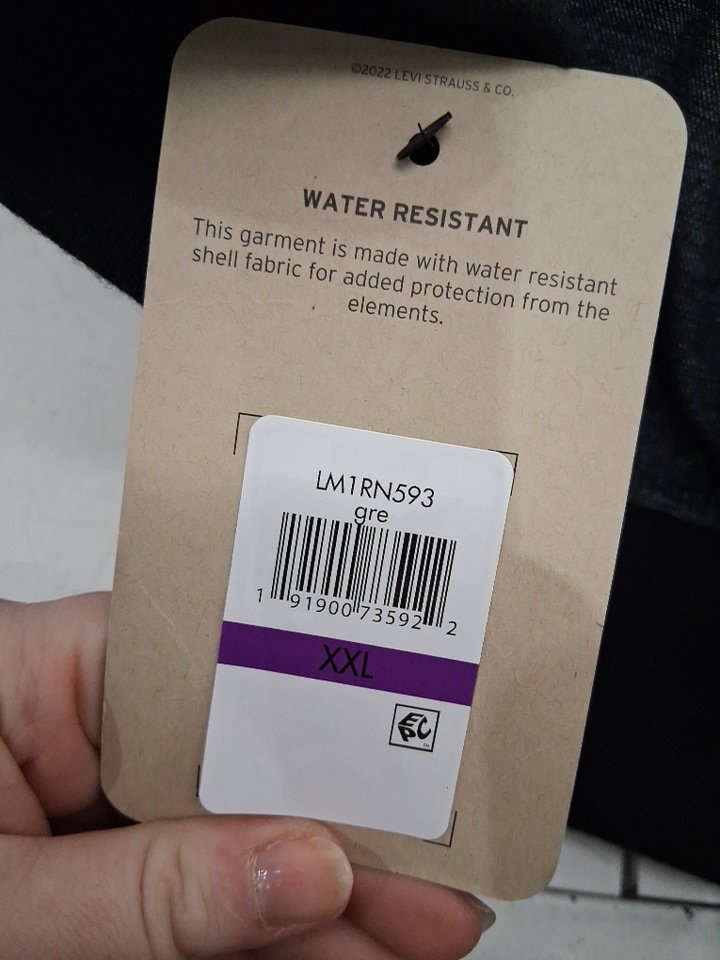 ©2022 LEVI STRAUSS & CO.
WATER RESISTANT
This garment is made with water resistant
shell fabric for added protection from the
elements.
LM1RN593
gre
1 91900 73592 2
XXL
EPC